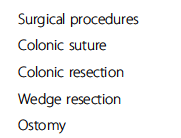 Surgical procedures
Colonic suture
Colonic resection
Wedge resection
Ostomy